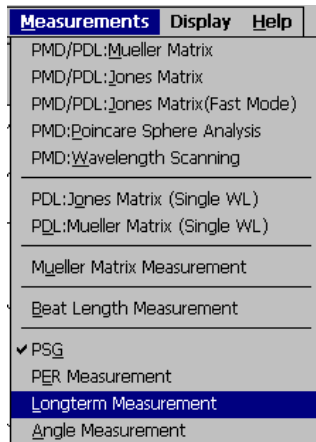 Measurements Display Help
PMD/PDL:Mueller Matrix
PMD/PDL:Jones Matrix
PMD/PDL:Jones Matrix(Fast Mode)
PMD:Poincare Sphere Analysis
PMD:Wavelength Scanning
PDL:Jones Matrix (Single WL)
PDL:Mueller Matrix (Single WL)
Mueller Matrix Measurement
Beat Length Measurement
✓PSG
PER Measurement
Longterm Measurement
Angle Measurement